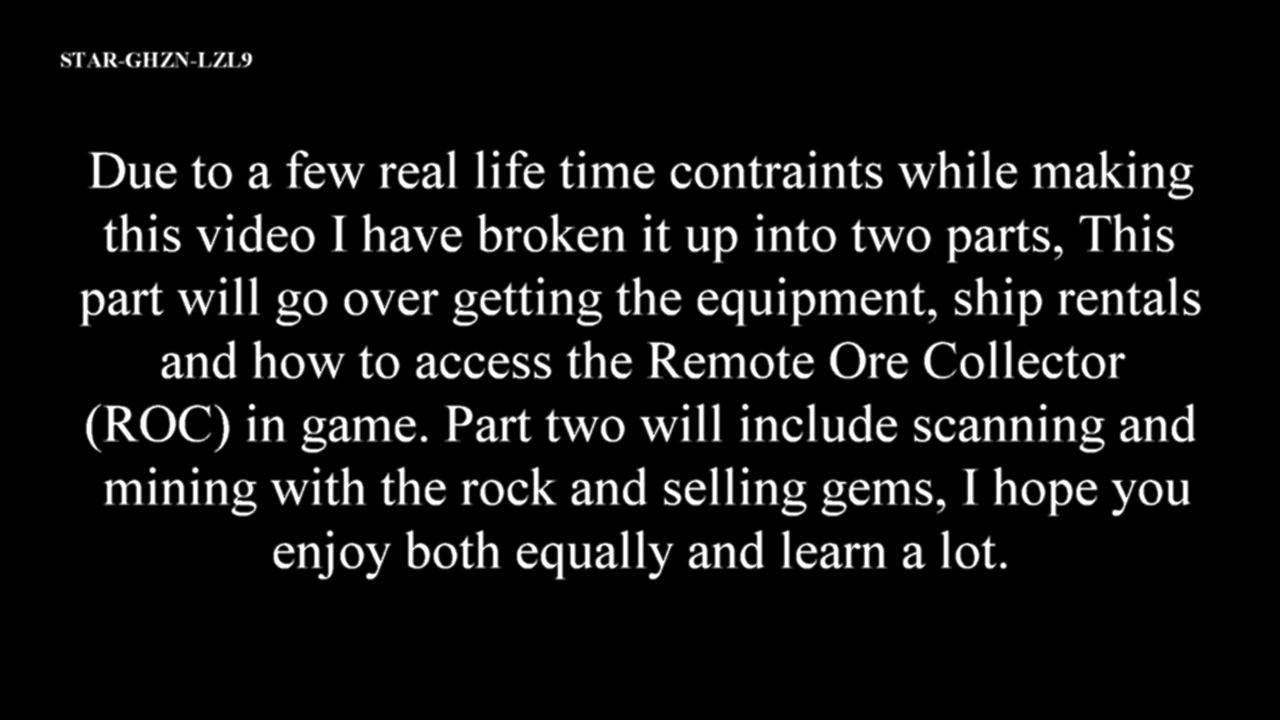 STAR-GHZN-LZL9
Due to a few real life time contraints while making
this video I have broken it up into two parts, This
part will go over getting the equipment, ship rentals
and how to access the Remote Ore Collector
(ROC) in game. Part two will include scanning and
mining with the rock and selling gems, I hope you
enjoy both equally and learn a lot.